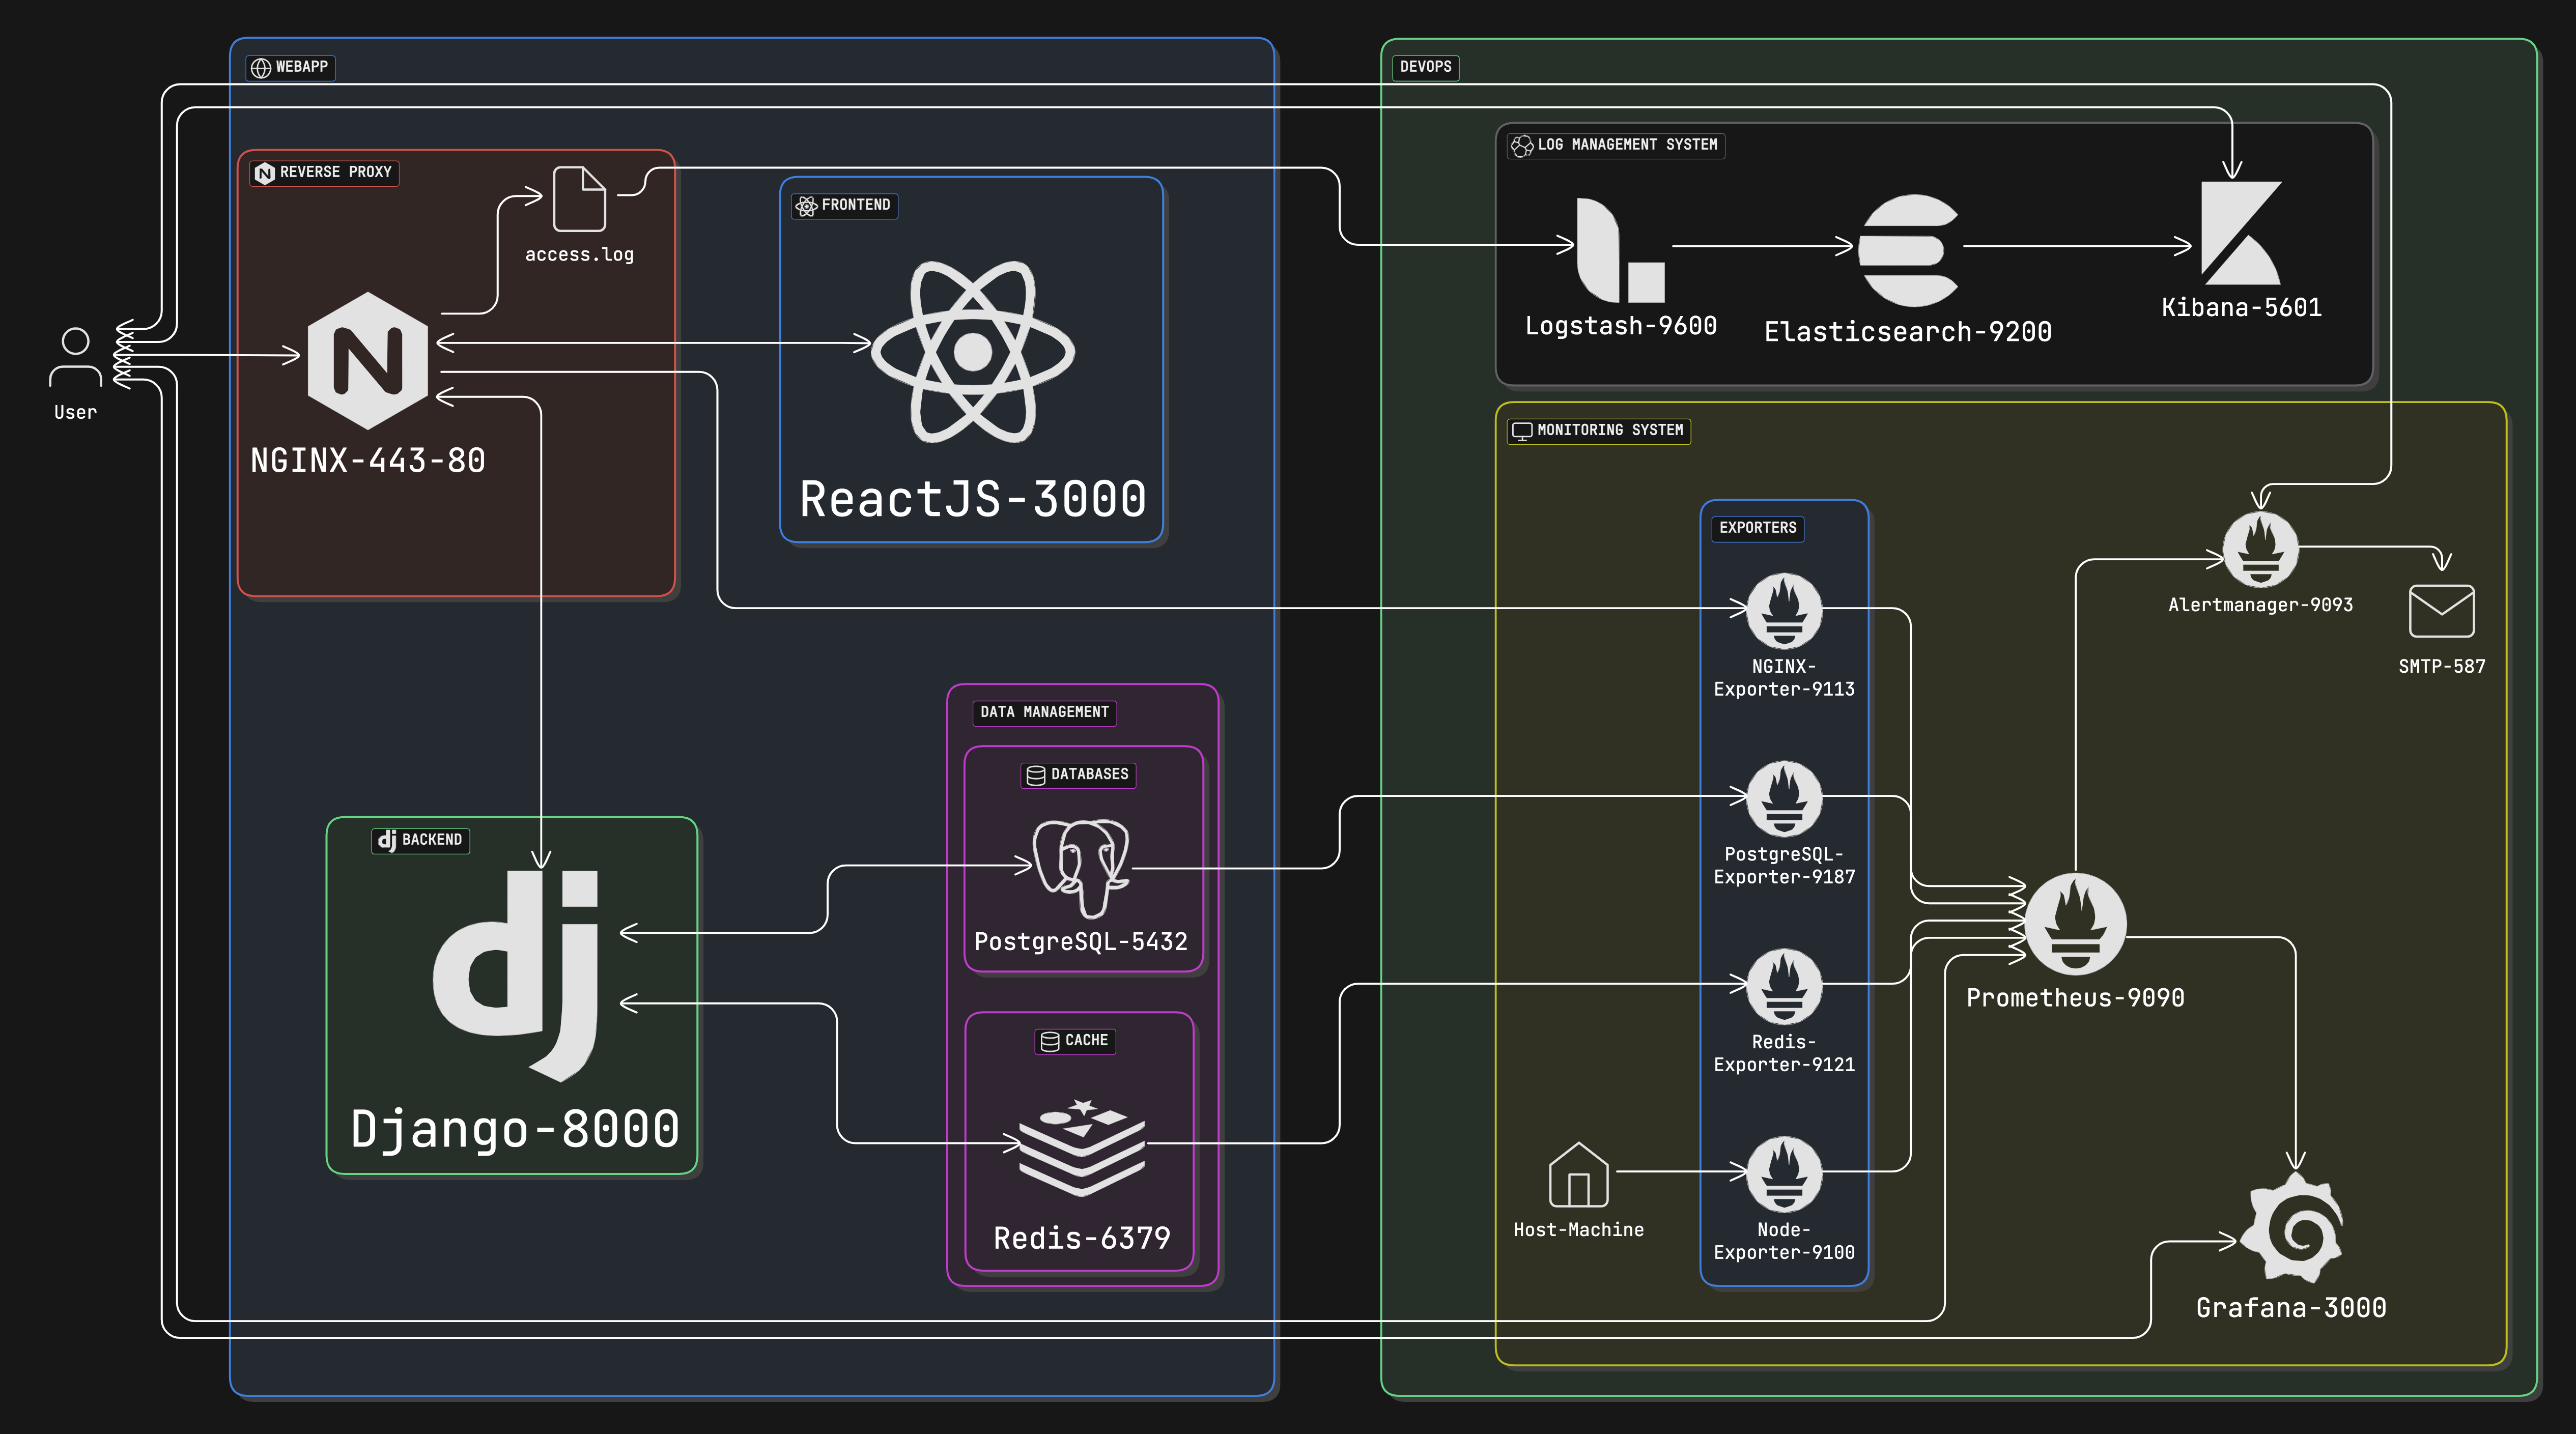 WEBAPP
DEVOPS
REVERSE PROXY
access.log
FRONTEND
LOG MANAGEMENT SYSTEM
Logstash-9600
Elasticsearch-9200
Kibana-5601
User
NGINX-443-80
ReactJS-3000
MONITORING SYSTEM
EXPORTERS
NGINX-
Exporter-9113
Alertmanager-9093
SMTP-587
DATA MANAGEMENT
DATABASES
PostgreSQL-5432
PostgreSQL-
Exporter-9187
BACKEND
Django-8000
Prometheus-9090
CACHE
Redis-6379
Redis-
Exporter-9121
Host-Machine
Node-
Exporter-9100
Grafana-3000